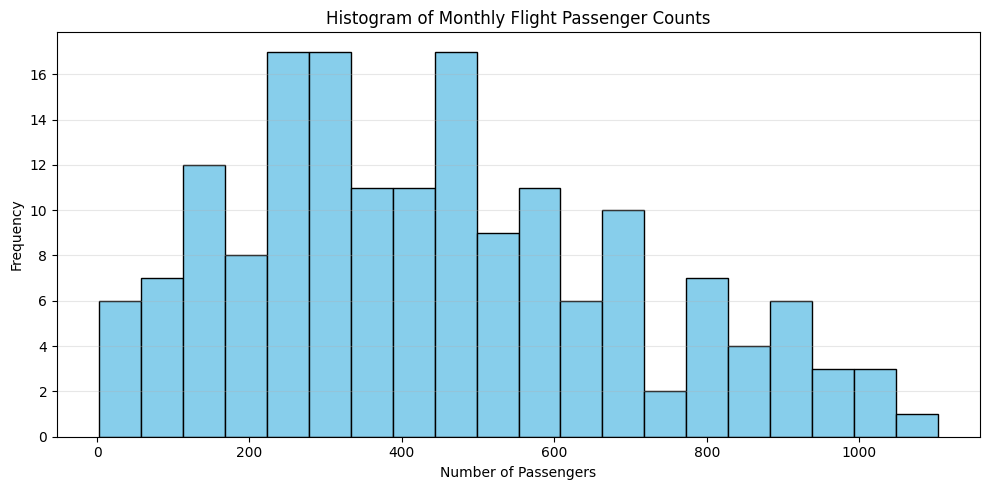 Histogram of Monthly Flight Passenger Counts
16
14
12
10
8
6
4
2
0
Frequency
0 200 400 600 800 1000
Number of Passengers